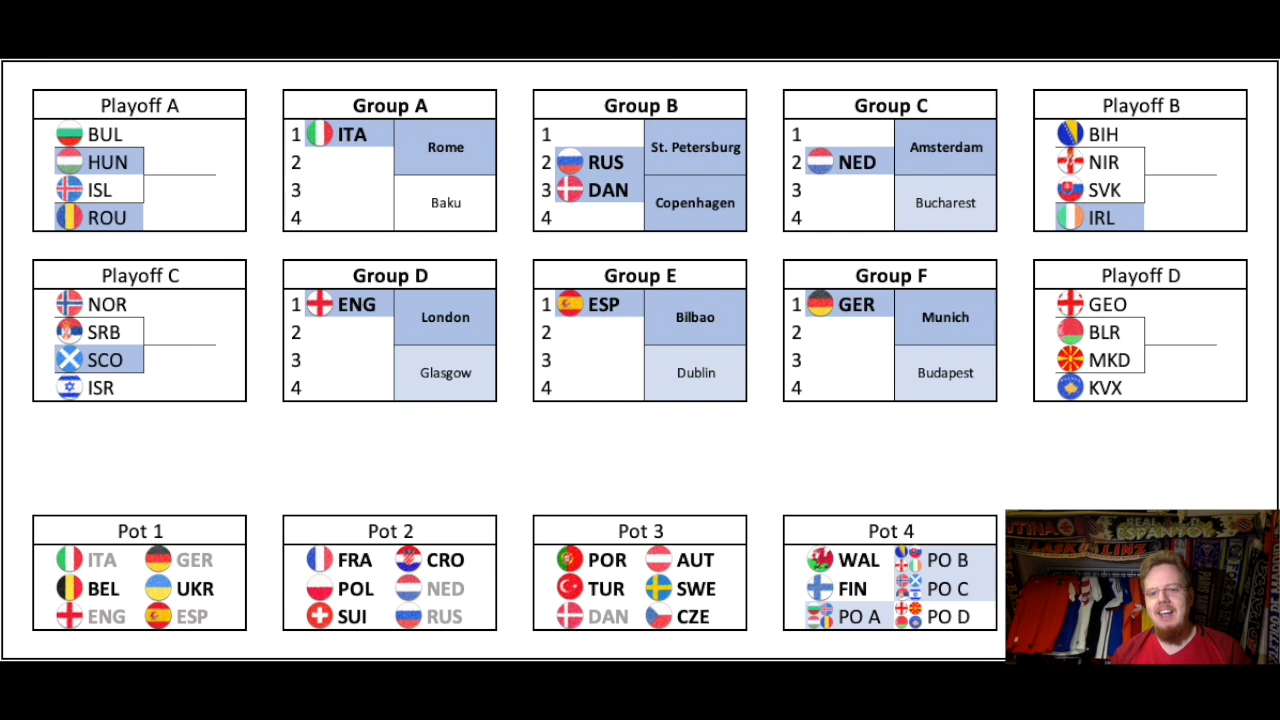 Playoff A
BUL
HUN
ISL
ROU
Group A
1 ITA
2
3
4
Rome
Baku
Group B
1
2 RUS
3 DAN
4
St. Petersburg
Copenhagen
Group C
1
2 NED
3
4
Amsterdam
Bucharest
Playoff B
BIH
NIR
SVK
IRL
Playoff C
NOR
SRB
SCO
ISR
Group D
1 ENG
2
3
4
London
Glasgow
Group E
1 ESP
2
3
4
Bilbao
Dublin
Group F
1 GER
2
3
4
Munich
Budapest
Playoff D
GEO
BLR
MKD
KVX
Pot 1
ITA GER
BEL UKR
ENG ESP
Pot 2
FRA CRO
POL NED
SUI RUS
Pot 3
POR AUT
TUR SWE
DAN CZE
Pot 4
WAL PO B
FIN PO C
PO A PO D
REAL
ESPANYOL
LASK LINZ